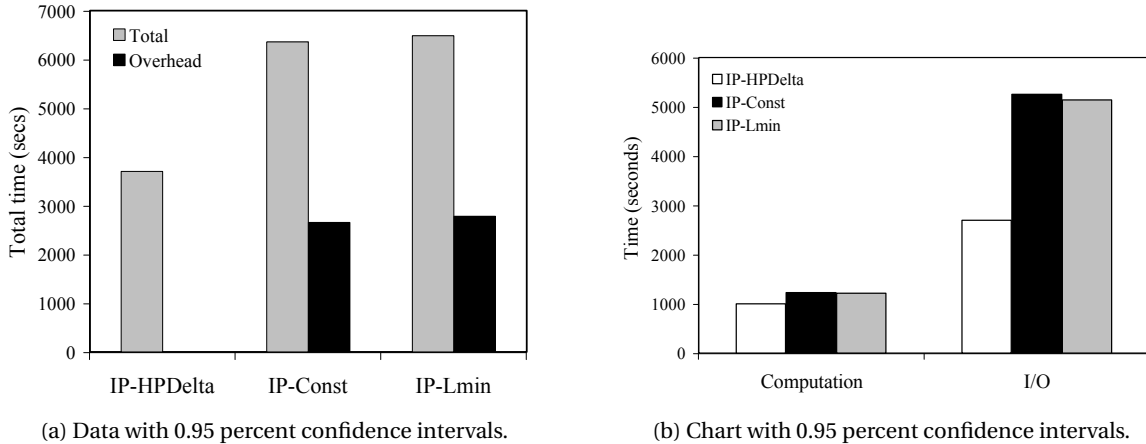 7000
6000
5000
4000
3000
2000
1000
0
Total time (secs)
Total
Overhead
IP-HPDelta
IP-Const
IP-Lmin
(a) Data with 0.95 percent confidence intervals.
6000
5000
4000
3000
2000
1000
0
Time (seconds)
IP-HPDelta
IP-Const
IP-Lmin
Computation
I/O
(b) Chart with 0.95 percent confidence intervals.